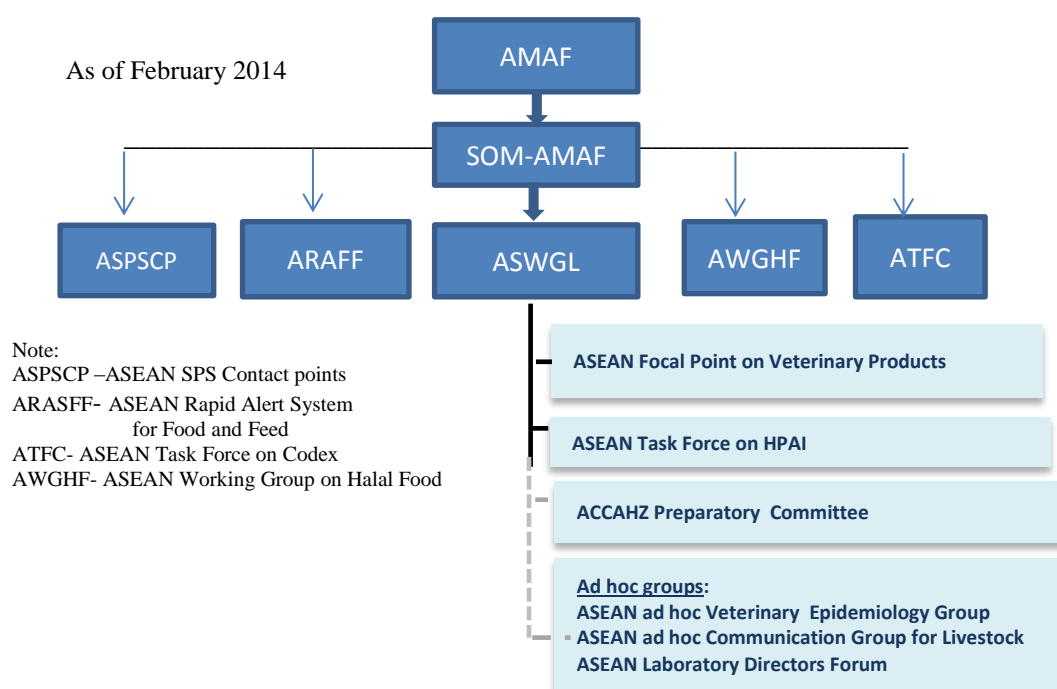 As of February 2014
AMAF
SOM-AMAF
ASPSCP
ARAFF
ASWGL
AWGHF
ATFC
Note:
ASPSCP –ASEAN SPS Contact points
ARASFF- ASEAN Rapid Alert System
for Food and Feed
ATFC- ASEAN Task Force on Codex
AWGHF- ASEAN Working Group on Halal Food
ASEAN Focal Point on Veterinary Products
ASEAN Task Force on HPAI
ACCAHZ Preparatory Committee
Ad hoc groups:
ASEAN ad hoc Veterinary Epidemiology Group
ASEAN ad hoc Communication Group for Livestock
ASEAN Laboratory Directors Forum